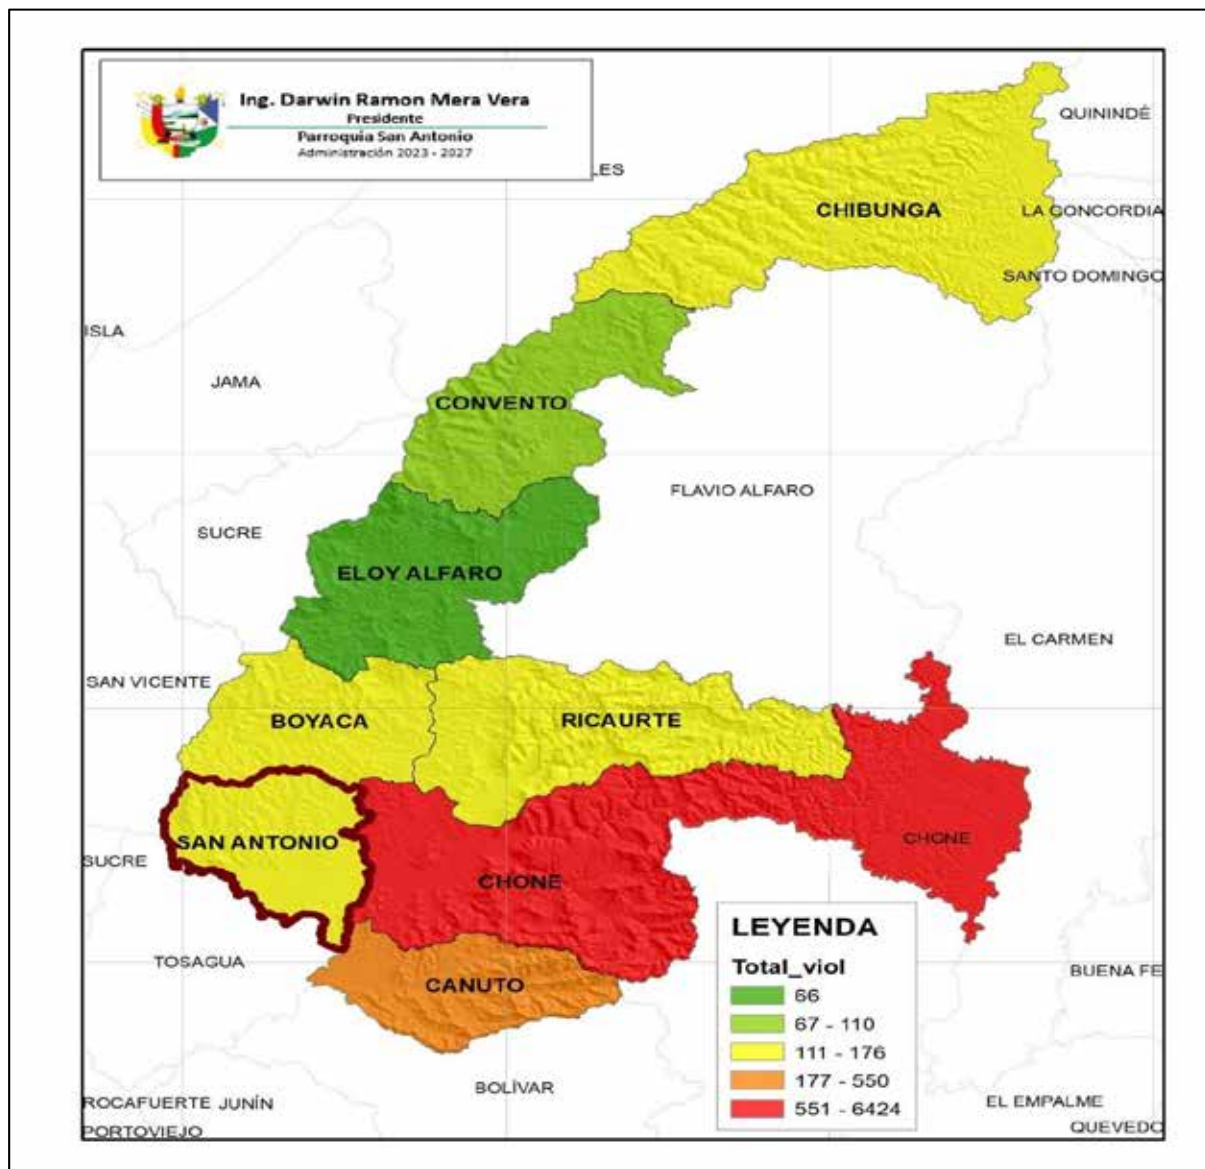 Ing. Darwin Ramon Mera Vera
Presidente
Parroquia San Antonio
Administración 2023 - 2027
LES
QUININDÉ
CHIBUNGA
LA CONCORDIA
SANTO DOMINGO
ISLA
JAMA
CONVENTO
FLAVIO ALFARO
SUCRE
ELOY ALFARO
EL CARMEN
SAN VICENTE
BOYACA
RICAURTE
SAN ANTONIO
CHONE
SUCRE
CHONE
TOSAGUA
CANUTO
BUENA FE
BOLÍVAR
LEYENDA
Total_viol
66
67 - 110
111 - 176
177 - 550
551 - 6424
ROCAFUERTE JUNÍN
EL EMPALME
PORTOVIEJO
QUEVEDO